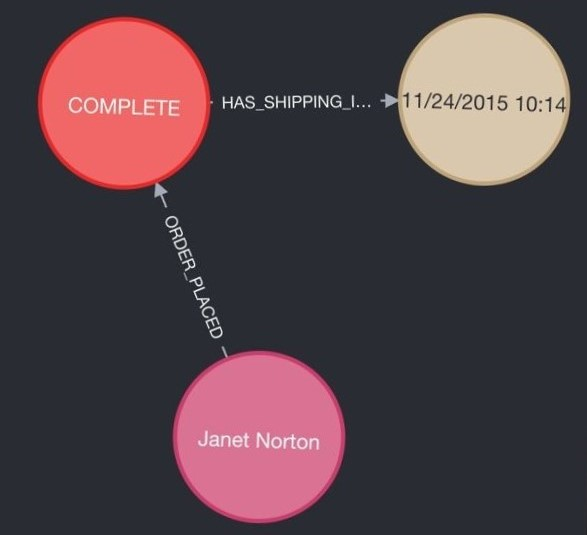 COMPLETE
HAS_SHIPPING_I...
11/24/2015 10:14
ORDER_PLACED
Janet Norton